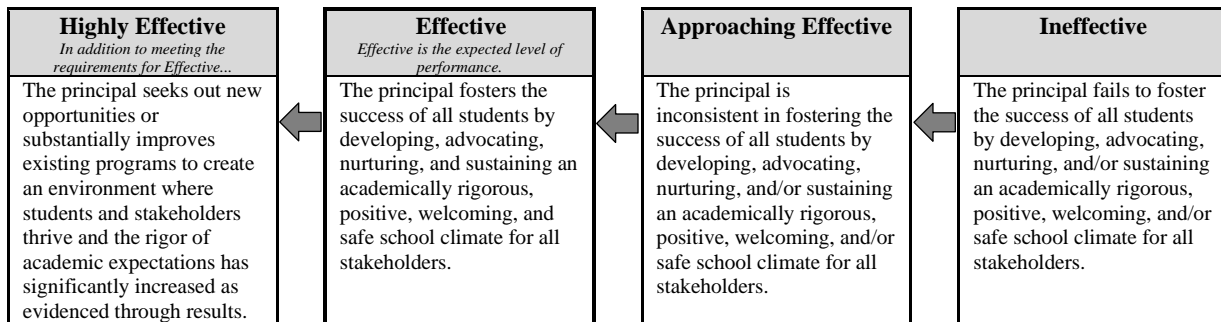 Highly Effective
In addition to meeting the
requirements for Effective...
The principal seeks out new
opportunities or
substantially improves
existing programs to create
an environment where
students and stakeholders
thrive and the rigor of
academic expectations has
significantly increased as
evidenced through results.
Effective
Effective is the expected level of
performance.
The principal fosters the
success of all students by
developing, advocating,
nurturing, and sustaining an
academically rigorous,
positive, welcoming, and
safe school climate for all
stakeholders.
Approaching Effective
The principal is
inconsistent in fostering the
success of all students by
developing, advocating,
nurturing, and/or sustaining
an academically rigorous,
positive, welcoming, and/or
safe school climate for all
stakeholders.
Ineffective
The principal fails to foster
the success of all students
by developing, advocating,
nurturing, and/or sustaining
an academically rigorous,
positive, welcoming, and/or
safe school climate for all
stakeholders.